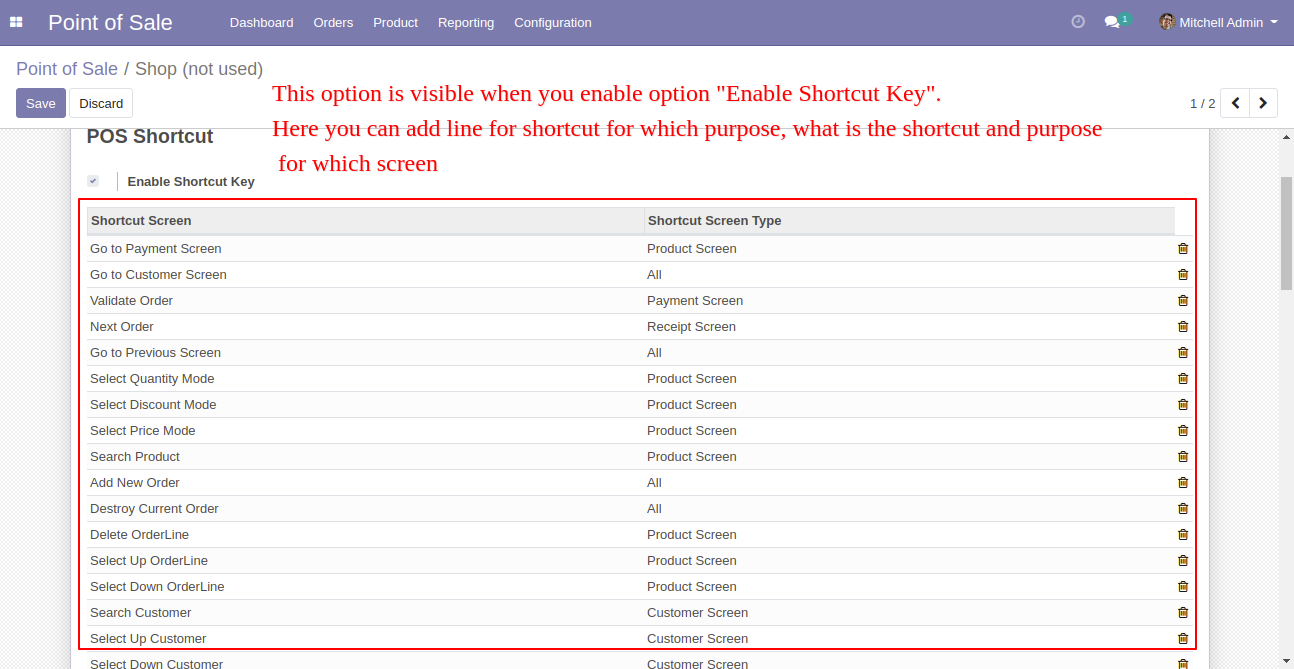 Point of Sale Dashboard Orders Product Reporting Configuration 1 Mitchell Admin
Point of Sale / Shop (not used)
Save Discard
1 / 2
This option is visible when you enable option "Enable Shortcut Key".
Here you can add line for shortcut for which purpose, what is the shortcut and purpose
for which screen
POS Shortcut
Enable Shortcut Key
Shortcut Screen Shortcut Screen Type
Go to Payment Screen Product Screen
Go to Customer Screen All
Validate Order Payment Screen
Next Order Receipt Screen
Go to Previous Screen All
Select Quantity Mode Product Screen
Select Discount Mode Product Screen
Select Price Mode Product Screen
Search Product Product Screen
Add New Order All
Destroy Current Order All
Delete OrderLine Product Screen
Select Up OrderLine Product Screen
Select Down OrderLine Product Screen
Search Customer Customer Screen
Select Up Customer Customer Screen
Select Down Customer Customer Screen